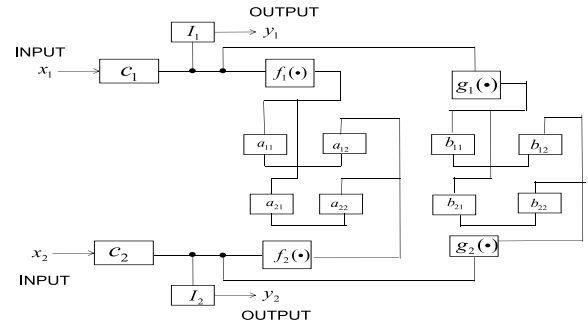 OUTPUT
I₁ y₁
INPUT
x₁ c₁ f₁(•) g₁(•)
a₁₁ a₁₂ b₁₁ b₁₂
a₂₁ a₂₂ b₂₁ b₂₂
x₂ c₂ f₂(•) g₂(•)
INPUT
I₂ y₂
OUTPUT